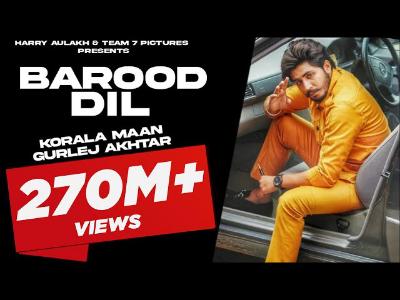 HARRY AULAKH & TEAM 7 PICTURES
PRESENTS
BAROOD
DIL
KORALA MAAN
GURLEJ AKHTAR
270M+
VIEWS